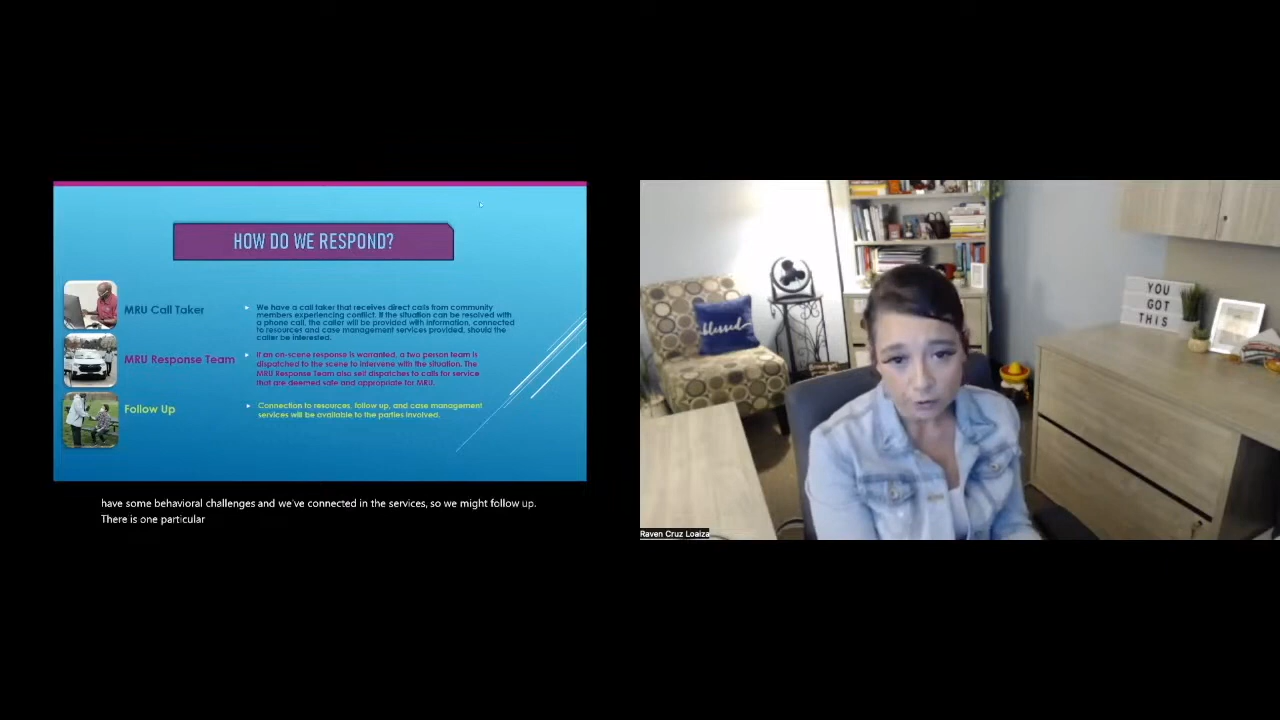 HOW DO WE RESPOND?
MRU Call Taker
We have a call taker that receives direct calls from community
members experiencing conflict. If the situation can be resolved with
a phone call, the caller will be provided with information, connected
to resources and case management services provided, should the
caller be interested.
MRU Response Team
If an on-scene response is warranted, a two person team is
dispatched to the scene to intervene with the situation. The
MRU Response Team also self dispatches to calls for service
that are deemed safe and appropriate for MRU.
Follow Up
Connection to resources, follow up, and case management
services will be available to the parties involved.
have some behavioral challenges and we've connected in the services, so we might follow up.
There is one particular
blessed
YOU
GOT
THIS
Raven Cruz Loaiza